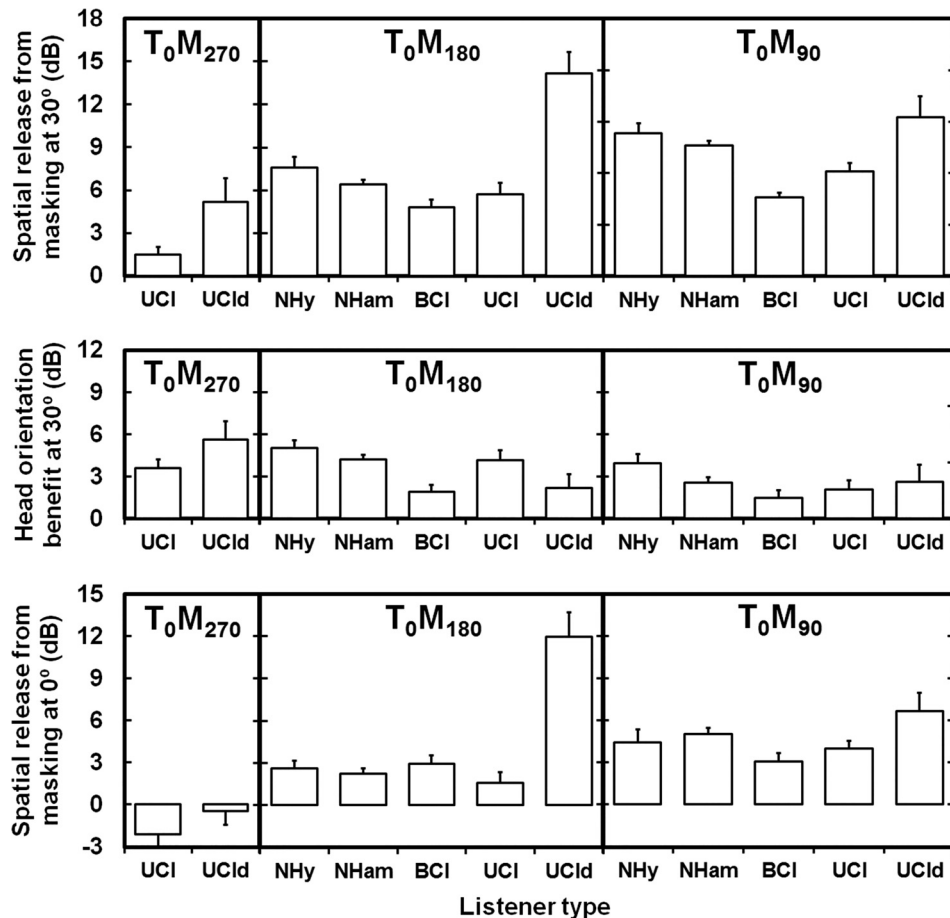 Spatial release from
masking at 30º (dB)
18
15
12
9
6
3
0
T₀M₂₇₀
T₀M₁₈₀
T₀M₉₀
UCI UCId NHy NHam BCI UCI UCId NHy NHam BCI UCI UCId
Head orientation
benefit at 30º (dB)
12
9
6
3
0
T₀M₂₇₀
T₀M₁₈₀
T₀M₉₀
UCI UCId NHy NHam BCI UCI UCId NHy NHam BCI UCI UCId
Spatial release from
masking at 0º (dB)
15
12
9
6
3
0
-3
T₀M₂₇₀
T₀M₁₈₀
T₀M₉₀
UCI UCId NHy NHam BCI UCI UCId NHy NHam BCI UCI UCId
Listener type